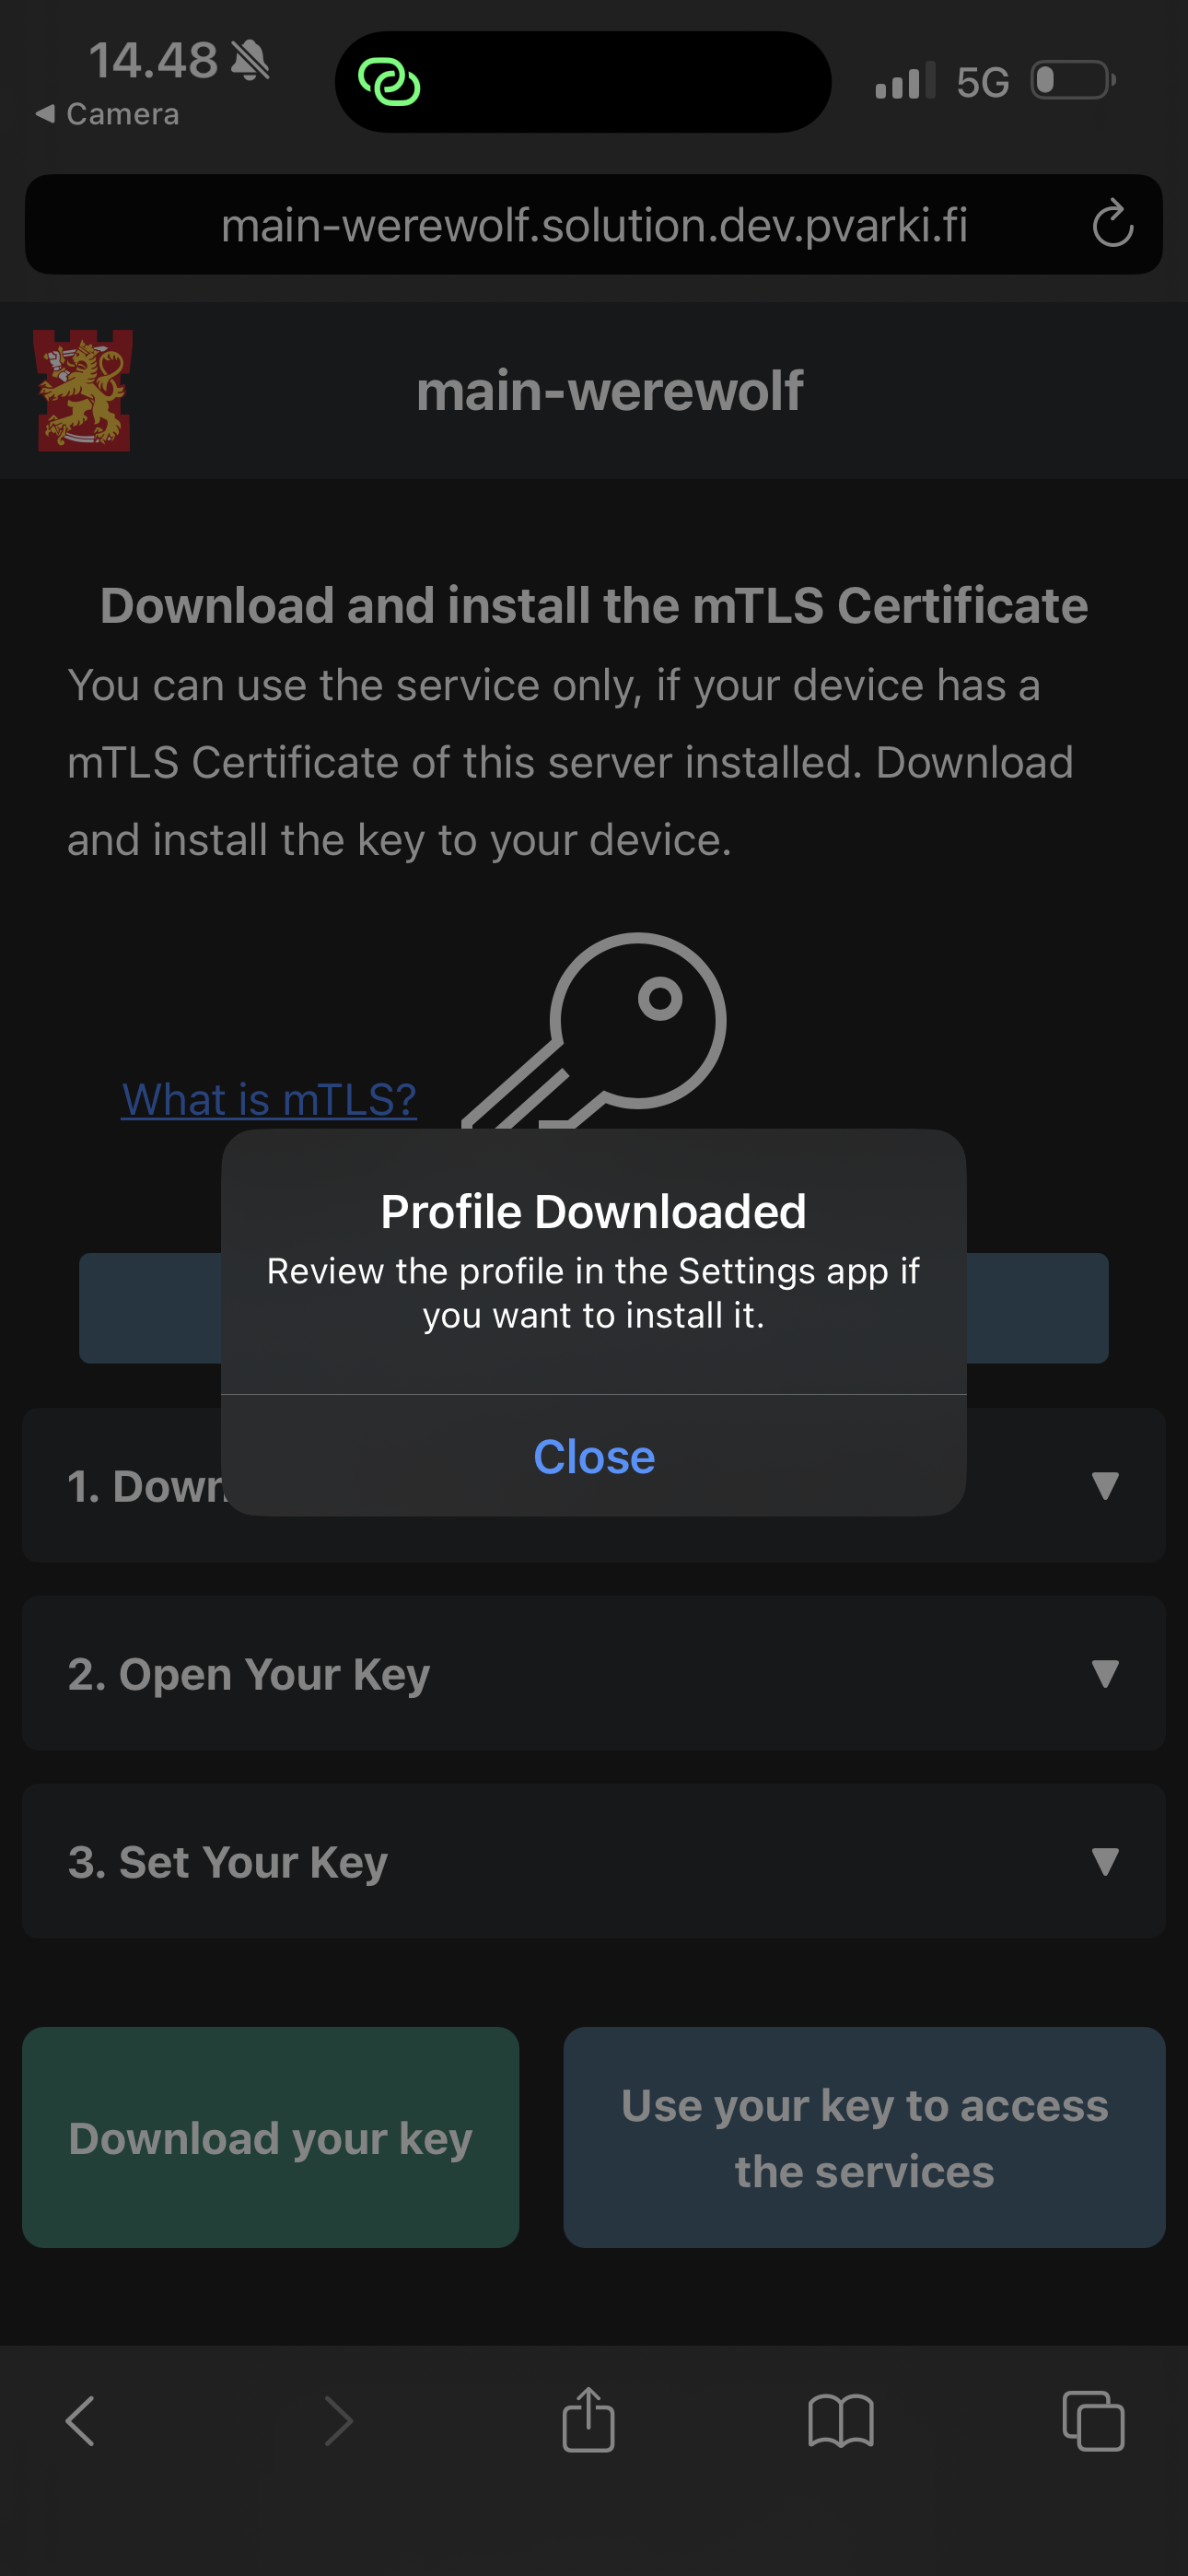 14.48
◀ Camera
5G
main-werewolf.solution.dev.pvarki.fi
main-werewolf
Download and install the mTLS Certificate
You can use the service only, if your device has a
mTLS Certificate of this server installed. Download
and install the key to your device.
What is mTLS?
Profile Downloaded
Review the profile in the Settings app if
you want to install it.
Close
1. Down
2. Open Your Key
3. Set Your Key
Download your key
Use your key to access
the services